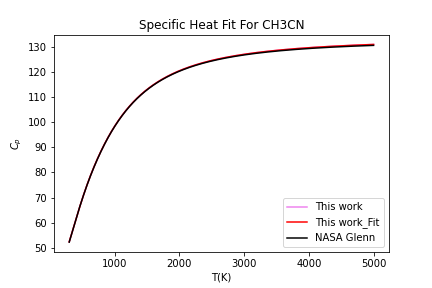 Specific Heat Fit For CH3CN
130
120
110
100
90
80
70
60
50
C_p
1000
2000
3000
4000
5000
T(K)
This work
This work_Fit
NASA Glenn